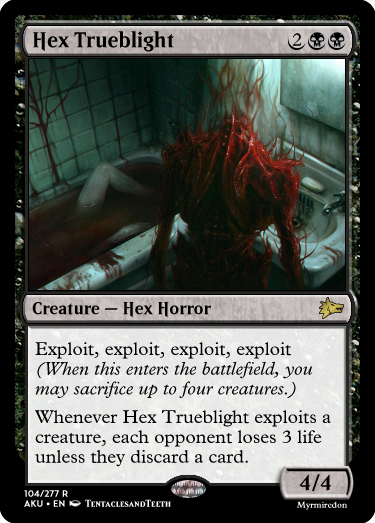 Hex Trueblight 2
Creature — Hex Horror
Exploit, exploit, exploit, exploit
(When this enters the battlefield, you
may sacrifice up to four creatures.)
Whenever Hex Trueblight exploits a
creature, each opponent loses 3 life
unless they discard a card.
4/4
104/277 R
AKU • EN TentaclesandTeeth
Myrmiredon